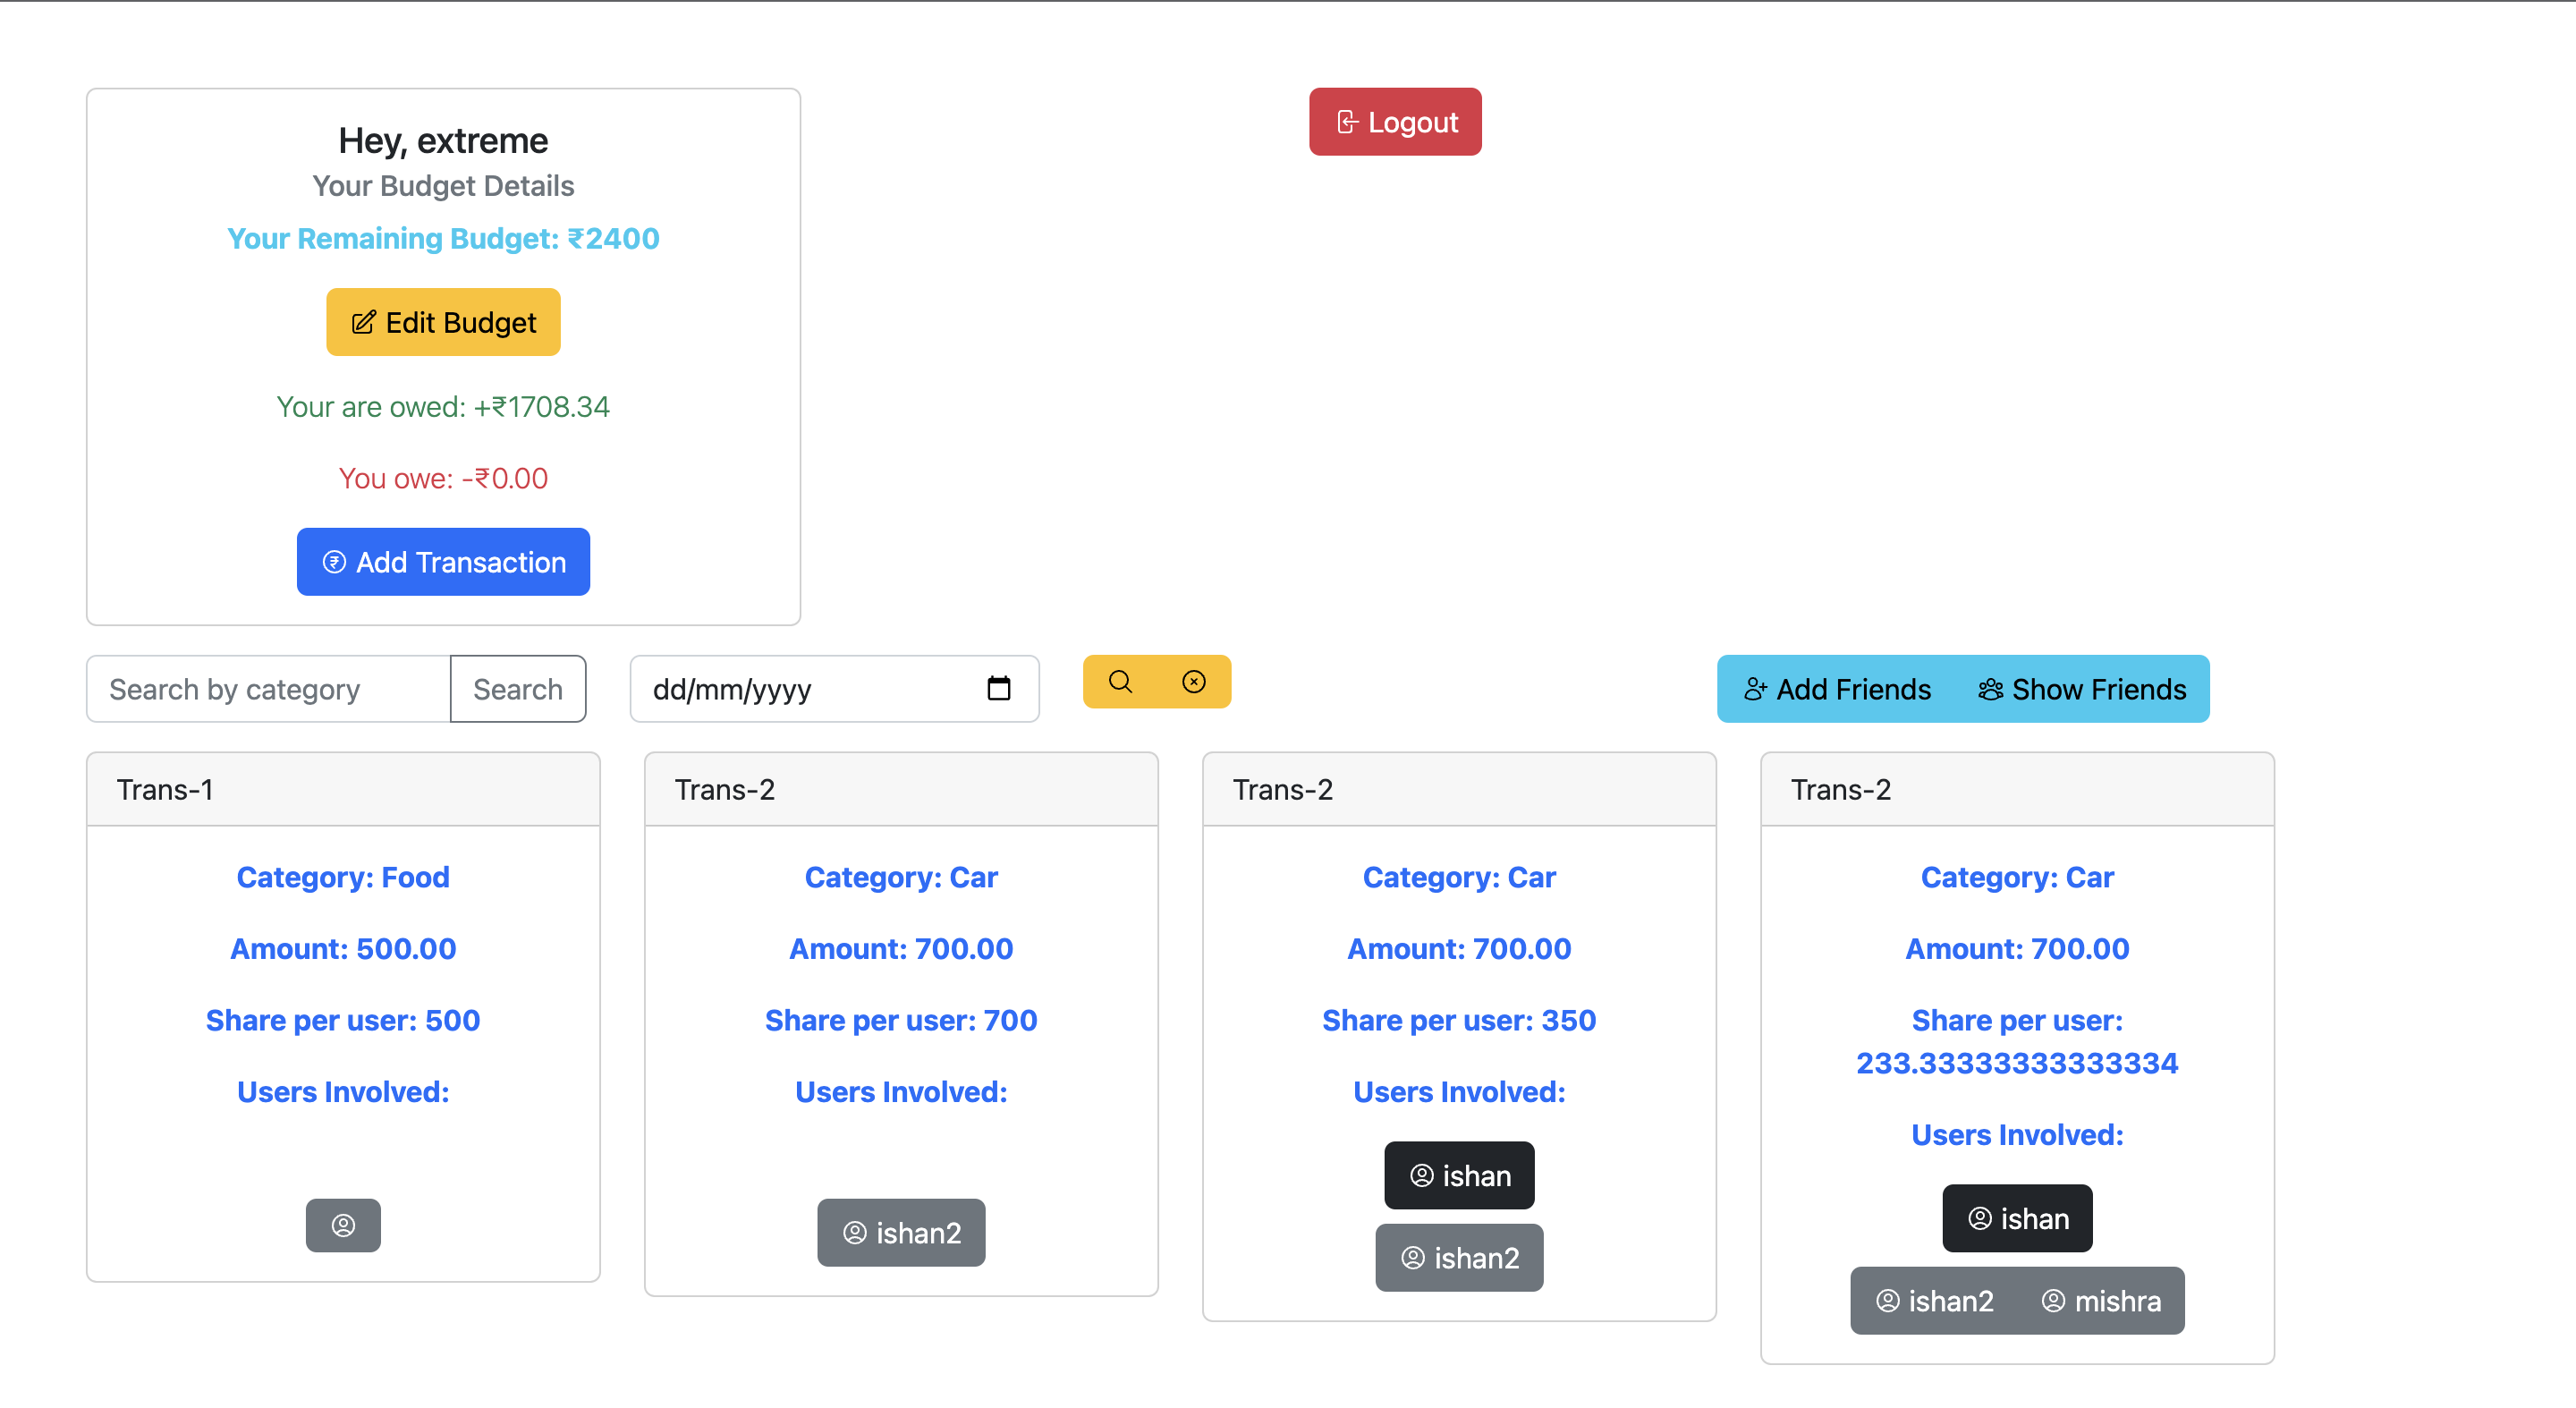 Hey, extreme
Your Budget Details
Your Remaining Budget: ₹2400
Edit Budget
Your are owed: +₹1708.34
You owe: -₹0.00
Add Transaction
Logout
Search by category
Search
dd/mm/yyyy
Add Friends
Show Friends
Trans-1
Category: Food
Amount: 500.00
Share per user: 500
Users Involved:
Trans-2
Category: Car
Amount: 700.00
Share per user: 700
Users Involved:
ishan2
Trans-2
Category: Car
Amount: 700.00
Share per user: 350
Users Involved:
ishan
ishan2
Trans-2
Category: Car
Amount: 700.00
Share per user:
233.33333333333334
Users Involved:
ishan
ishan2
mishra